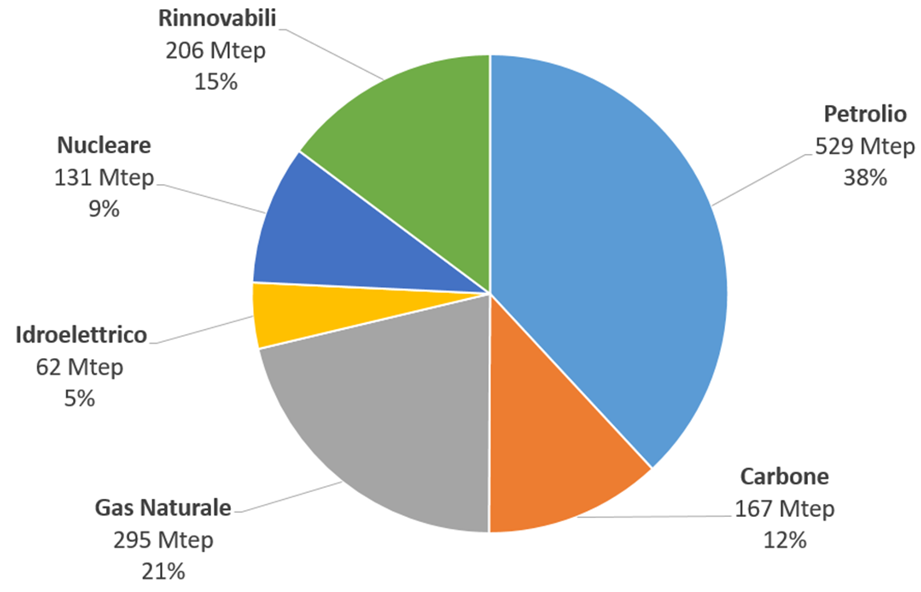 Rinnovabili
206 Mtep
15%
Petrolio
529 Mtep
38%
Nucleare
131 Mtep
9%
Idroelettrico
62 Mtep
5%
Carbone
167 Mtep
12%
Gas Naturale
295 Mtep
21%